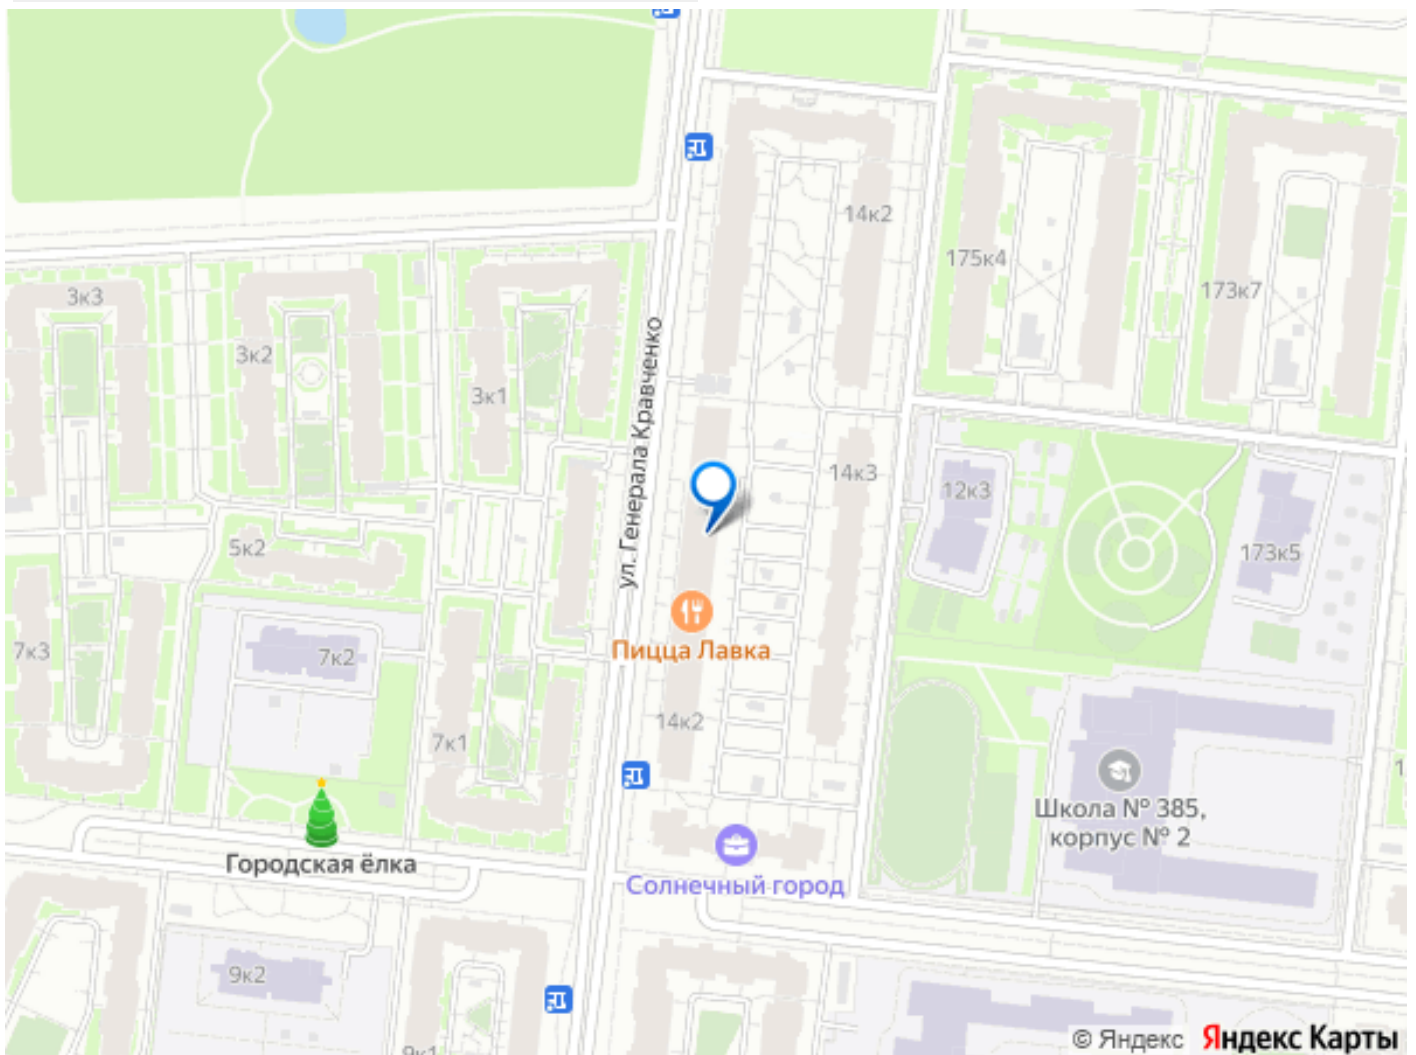 14к2
3к3
175к4
173к7
3к2
3к1
ул. Генерала Кравченко
14к3
12к3
173к5
5к2
7к3
7к2
Пицца Лавка
14к2
7к1
Школа № 385,
корпус № 2
Городская ёлка
Солнечный город
9к2
9к1
© Яндекс Яндекс Карты